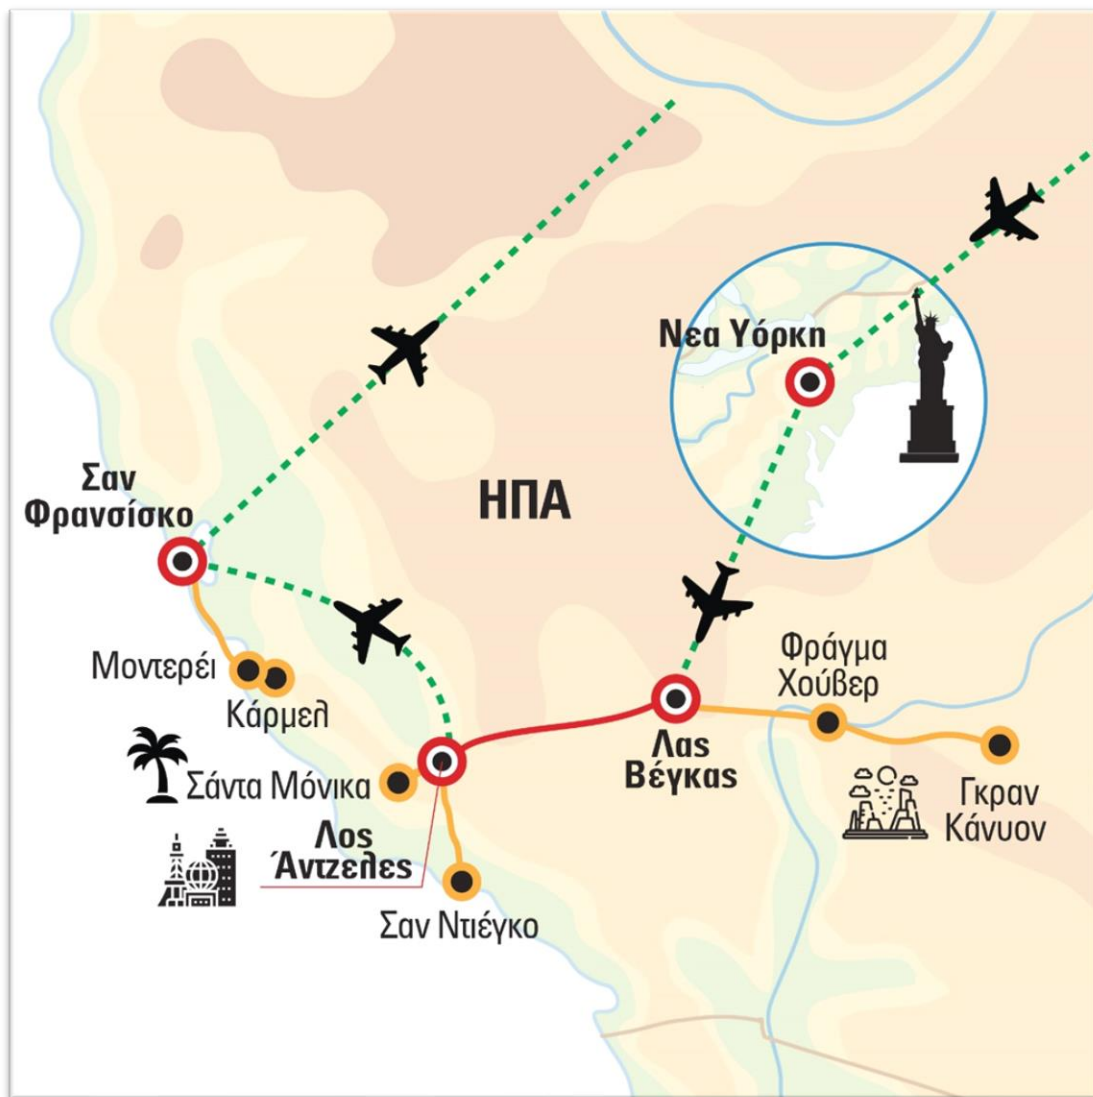 Νεα Υόρκη
Σαν
Φρανσίσκο
ΗΠΑ
Μοντερέι
Κάρμελ
Φράγμα
Χούβερ
Λας
Βέγκας
Σάντα Μόνικα
Γκραν
Κάνυον
Λος
Άντζελες
Σαν Ντιέγκο